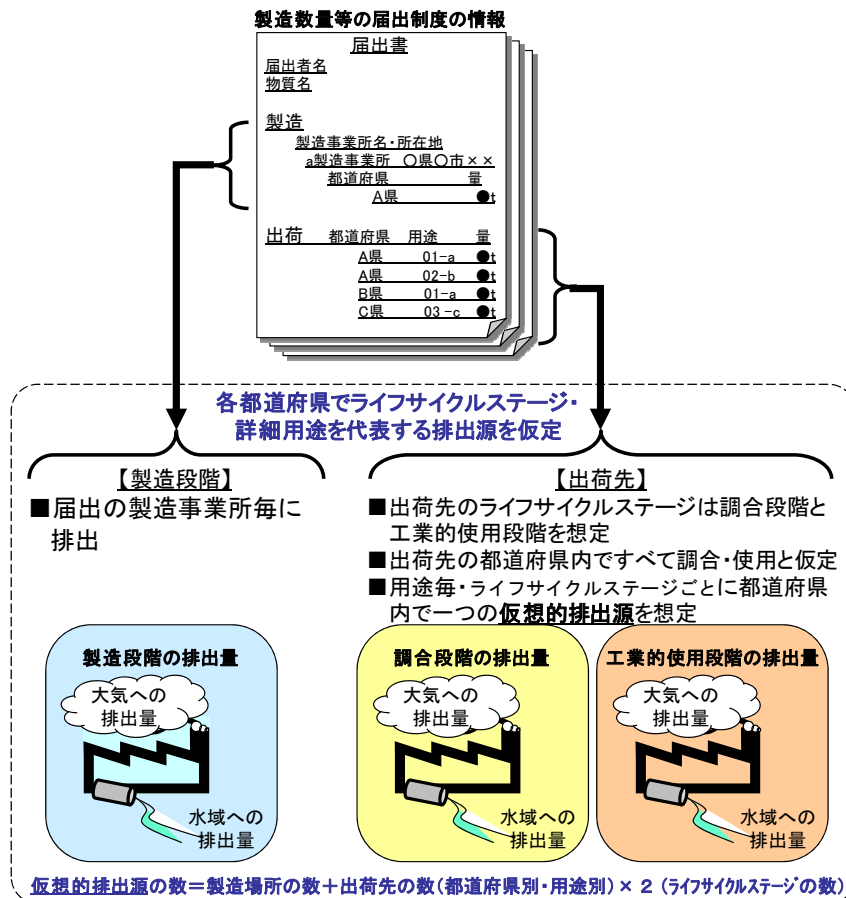 製造数量等の届出制度の情報
届出書
届出者名
物質名
製造
製造事業所名・所在地
a製造事業所 〇県〇市××
都道府県 量
A県 ●t
出荷 都道府県 用途 量
A県 01-a ●t
A県 02-b ●t
B県 01-a ●t
C県 03-c ●t
各都道府県でライフサイクルステージ・
詳細用途を代表する排出源を仮定
【製造段階】
■届出の製造事業所毎に
排出
【出荷先】
■出荷先のライフサイクルステージは調合段階と
工業的使用段階を想定
■出荷先の都道府県内ですべて調合・使用と仮定
■用途毎・ライフサイクルステージごとに都道府県
内で一つの仮想的排出源を想定
製造段階の排出量
大気への
排出量
水域への
排出量
調合段階の排出量
大気への
排出量
水域への
排出量
工業的使用段階の排出量
大気への
排出量
水域への
排出量
仮想的排出源の数＝製造場所の数＋出荷先の数(都道府県別・用途別)×２(ライフサイクルステージの数)